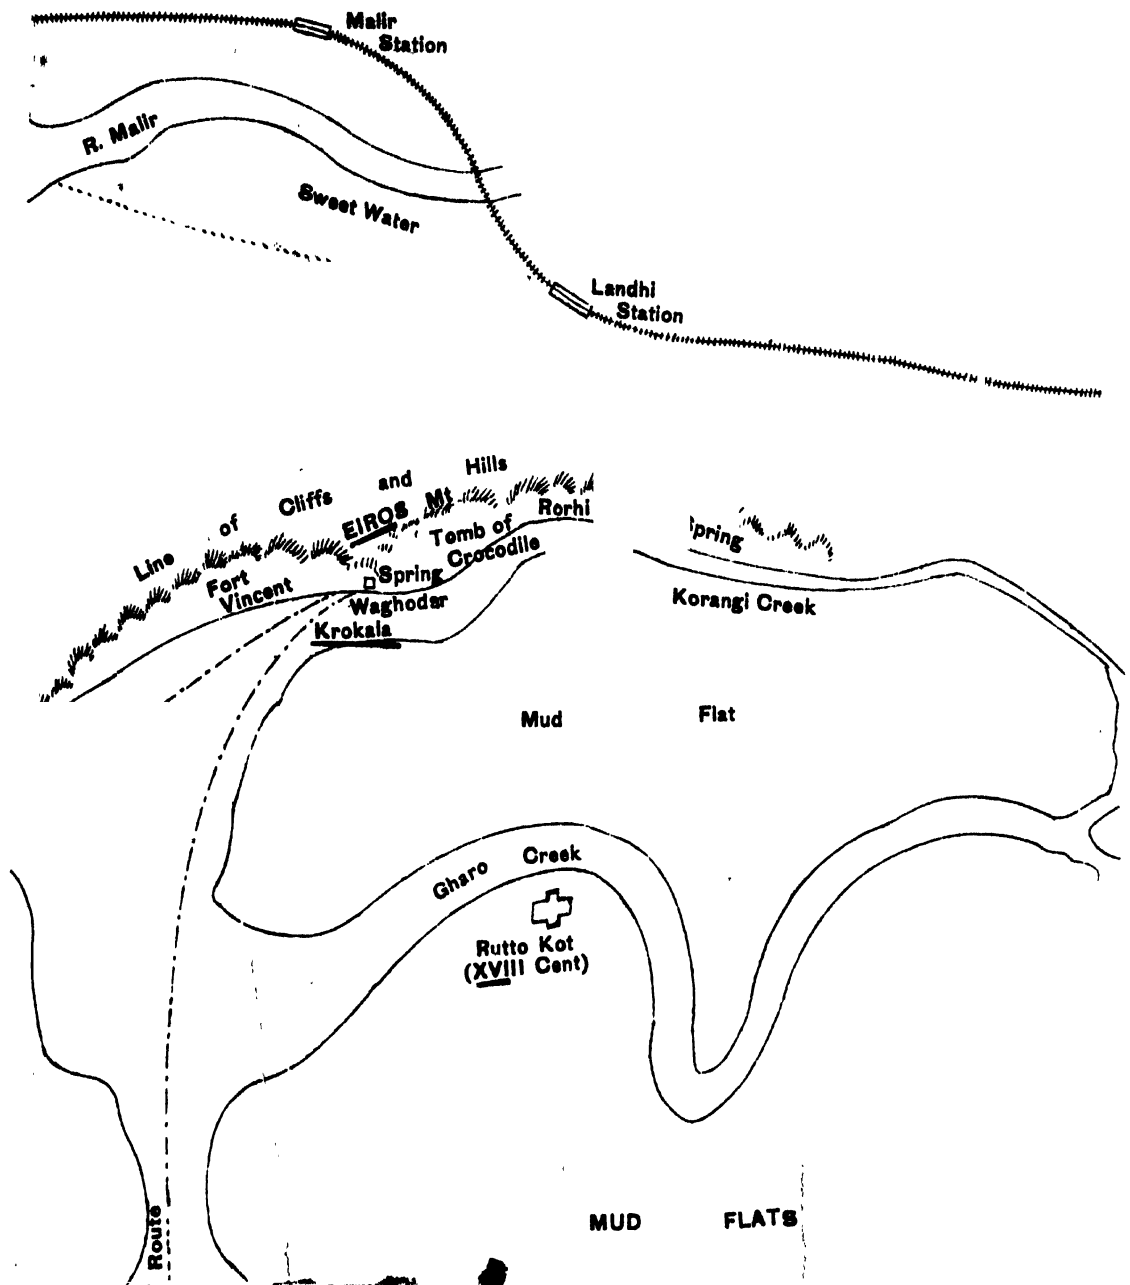 Malir
Station
R. Malir
Sweet Water
Landhi
Station
Line of Cliffs and Hills
EIROS Mt
Rorhi
Tomb of
Crocodile
Fort
Vincent
Spring
Waghodar
Krokala
Spring
Korangi Creek
Mud Flat
Gharo Creek
Rutto Kot
(XVIII Cent)
Route
MUD FLATS